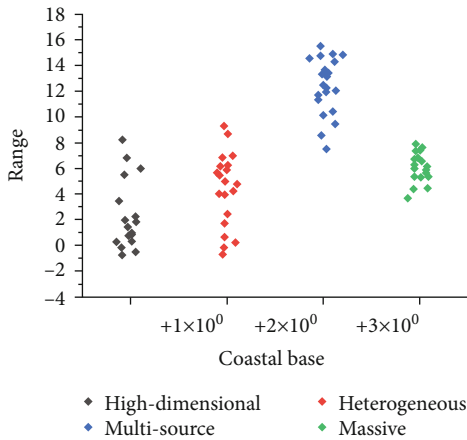 18
16
14
12
10
8
6
4
2
0
−2
−4
Range
+1×10⁰
+2×10⁰
+3×10⁰
Coastal base
High-dimensional
Heterogeneous
Multi-source
Massive